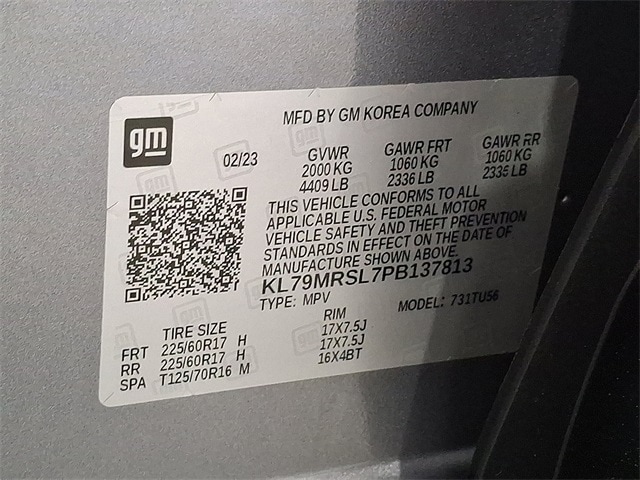 MFD BY GM KOREA COMPANY
gm
02/23
GVWR GAWR FRT GAWR RR
2000 KG 1060 KG 1060 KG
4409 LB 2336 LB 2336 LB
THIS VEHICLE CONFORMS TO ALL
APPLICABLE U.S. FEDERAL MOTOR
VEHICLE SAFETY AND THEFT PREVENTION
STANDARDS IN EFFECT ON THE DATE OF
MANUFACTURE SHOWN ABOVE.
KL79MRSL7PB137813
TYPE: MPV MODEL: 731TU56
TIRE SIZE RIM
FRT 225/60R17 H 17X7.5J
RR 225/60R17 H 17X7.5J
SPA T125/70R16 M 16X4BT